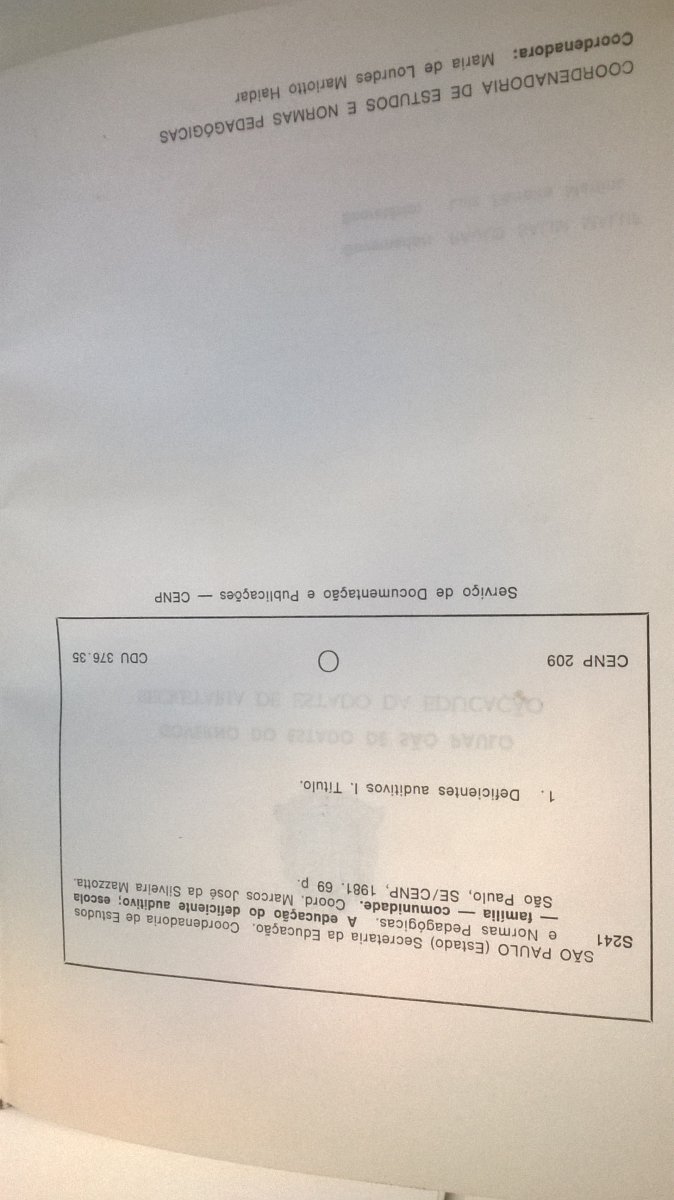 SÃO PAULO (Estado) Secretaria da Educação. Coordenadoria de Estudos
S241 e Normas Pedagógicas. A educação do deficiente auditivo; escola
— família — comunidade. Coord. Marcos José da Silveira Mazzotta.
São Paulo, SE/CENP, 1981. 69 p.
1. Deficientes auditivos I. Título.
CENP 209 CDU 376.35
Serviço de Documentação e Publicações — CENP
COORDENADORIA DE ESTUDOS E NORMAS PEDAGÓGICAS
Coordenadora: Maria de Lourdes Mariotto Haidar